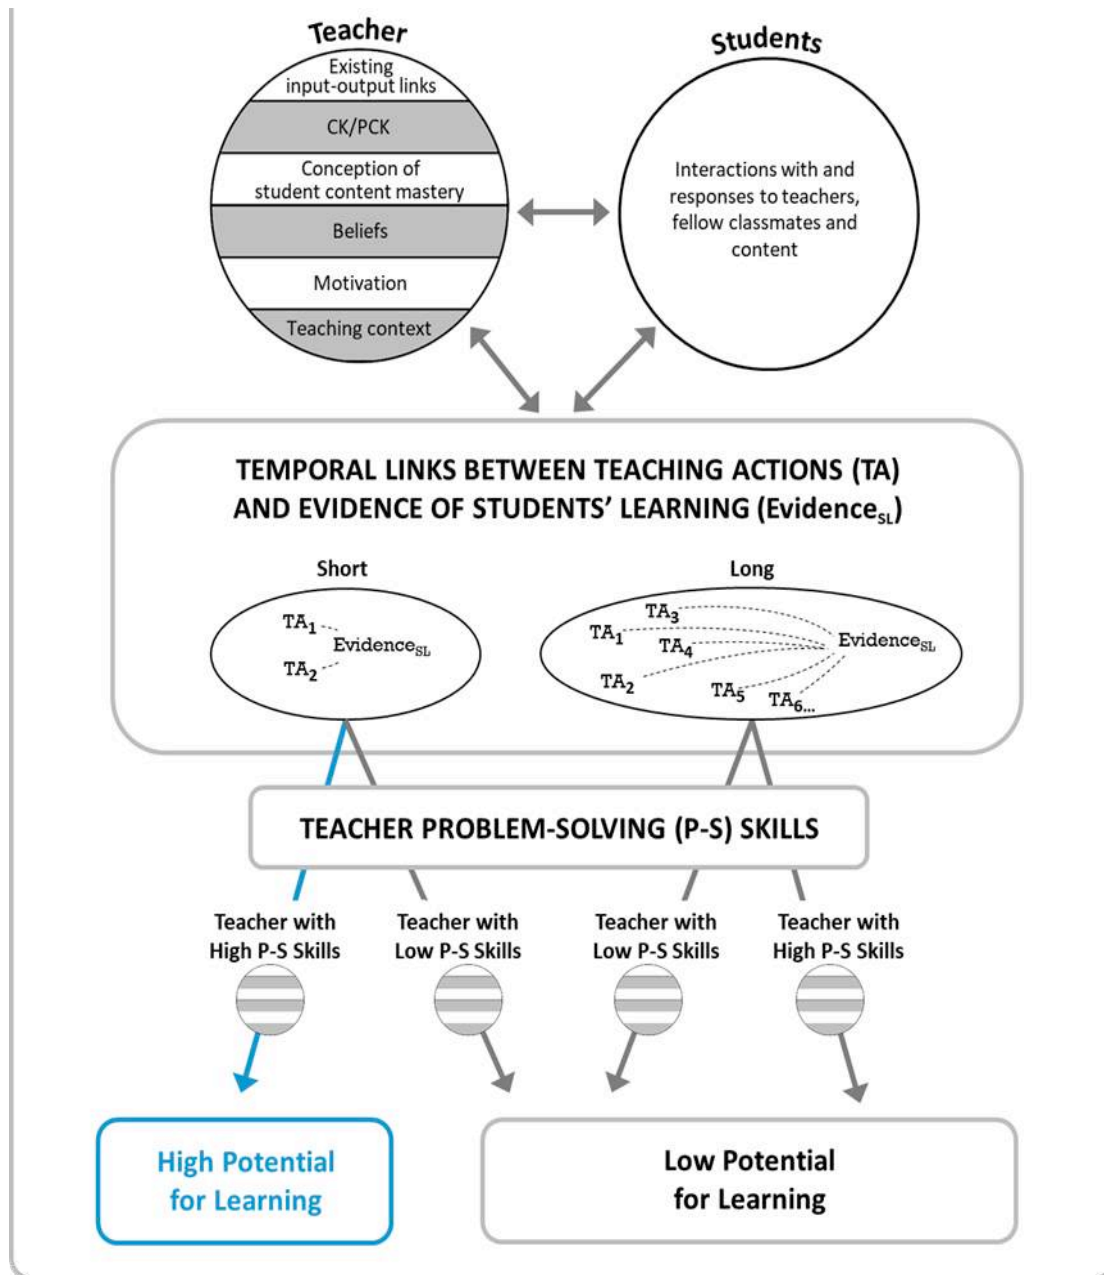 Teacher
Existing
input-output links
CK/PCK
Conception of
student content mastery
Beliefs
Motivation
Teaching context
Students
Interactions with and
responses to teachers,
fellow classmates and
content
TEMPORAL LINKS BETWEEN TEACHING ACTIONS (TA)
AND EVIDENCE OF STUDENTS’ LEARNING (EvidenceSL)
Short
TA1
EvidenceSL
TA2
Long
TA3
TA1
TA4
EvidenceSL
TA2
TA5
TA6...
TEACHER PROBLEM-SOLVING (P-S) SKILLS
Teacher with
High P-S Skills
Teacher with
Low P-S Skills
Teacher with
Low P-S Skills
Teacher with
High P-S Skills
High Potential
for Learning
Low Potential
for Learning